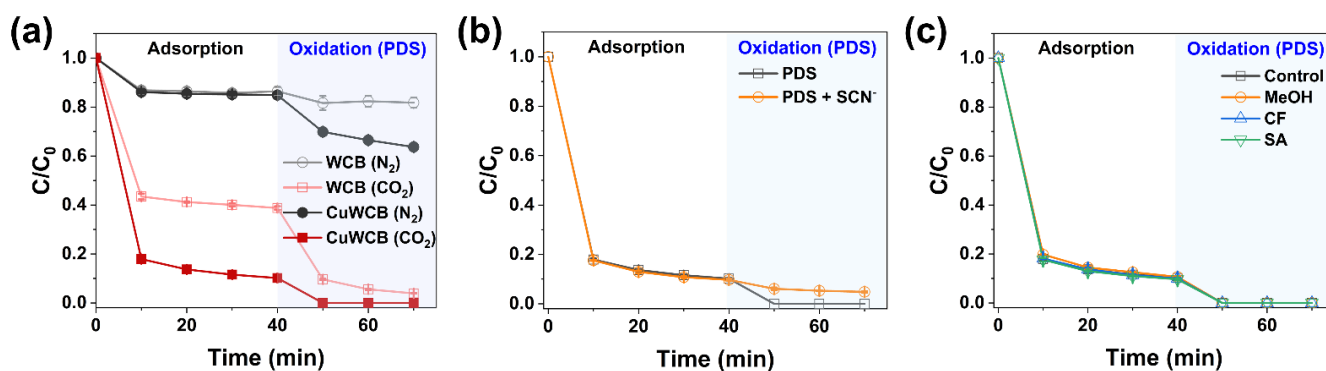 (a)
Adsorption
Oxidation (PDS)
C/C₀
1.0
0.8
0.6
0.4
0.2
0.0
WCB (N₂)
WCB (CO₂)
CuWCB (N₂)
CuWCB (CO₂)
0 20 40 60
Time (min)
(b)
Adsorption
Oxidation (PDS)
C/C₀
1.0
0.8
0.6
0.4
0.2
0.0
PDS
PDS + SCN⁻
0 20 40 60
Time (min)
(c)
Adsorption
Oxidation (PDS)
C/C₀
1.0
0.8
0.6
0.4
0.2
0.0
Control
MeOH
CF
SA
0 20 40 60
Time (min)